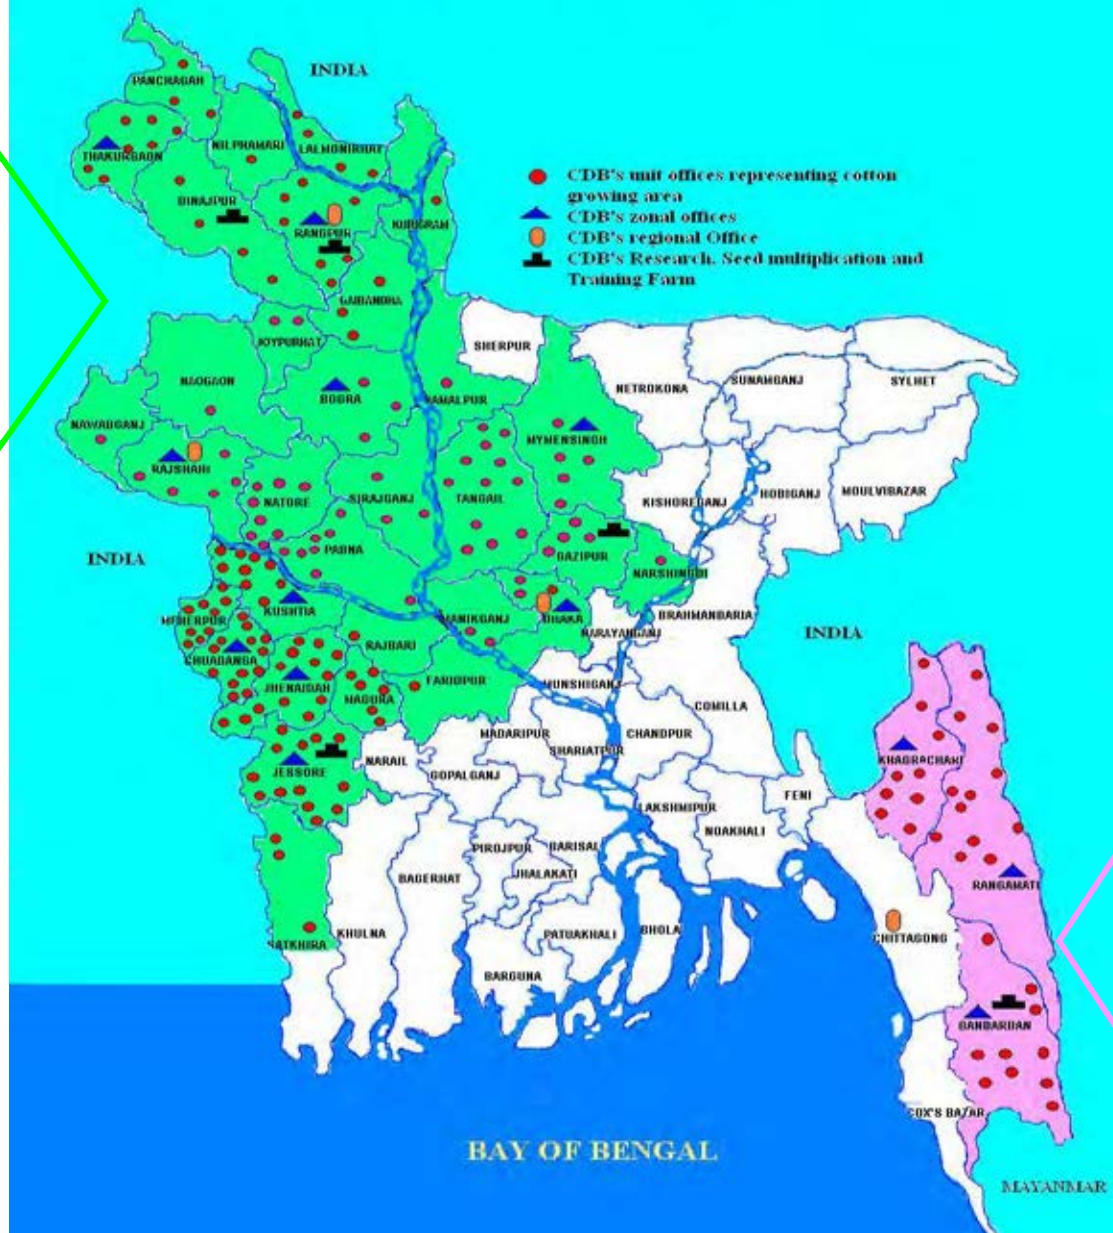 INDIA
PANCHAGAH
THAKURGAON
NILPHAMARI
LALMONIRHAT
DINAJPUR
RANGPUR
KURIGRAM
CDB's unit offices representing cotton
growing area
CDB's zonal offices
CDB's regional Office
CDB's Research, Seed multiplication and
Training Farm
GAIBANDHA
JOYPURHAT
SHERPUR
NAOGAON
BOGRA
JAMALPUR
NETROKONA
SUNAMGANJ
SYLHET
NAWABGANJ
MYMENSINGH
RAJSHAHI
NATORE
SIRAJGANJ
TANGAIL
KISHOREGANJ
HOBIGANJ
MOULVIBAZAR
INDIA
PABNA
GAZIPUR
NARSHINGDI
MEHERPUR
KUSHTIA
MANIKGANJ
DHAKA
BRAHMANBARIA
NARAYANGANJ
INDIA
CHUADANGA
RAJBARI
JHENAIDAH
MAGURA
FARIDPUR
MUNSHIGANJ
COMILLA
MADARIPUR
SHARIATPUR
CHANDPUR
JESSORE
NARAIL
GOPALGANJ
KHAGRACHARI
LAKSHMIPUR
FENI
NOAKHALI
PIROJPUR
BARISAL
JHALAKATI
BAGERHAT
RANGAMATI
SATKHIRA
KHULNA
PATUAKHALI
BHOLA
CHITTAGONG
BARGUNA
BANDARBAN
COX'S BAZAR
BAY OF BENGAL
MAYANMAR